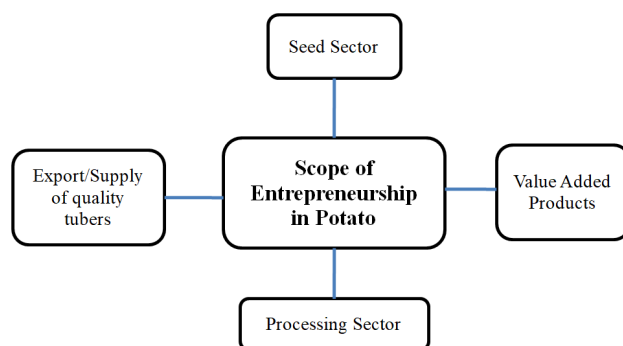 Seed Sector
Export/Supply
of quality
tubers
Scope of
Entrepreneurship
in Potato
Value Added
Products
Processing Sector